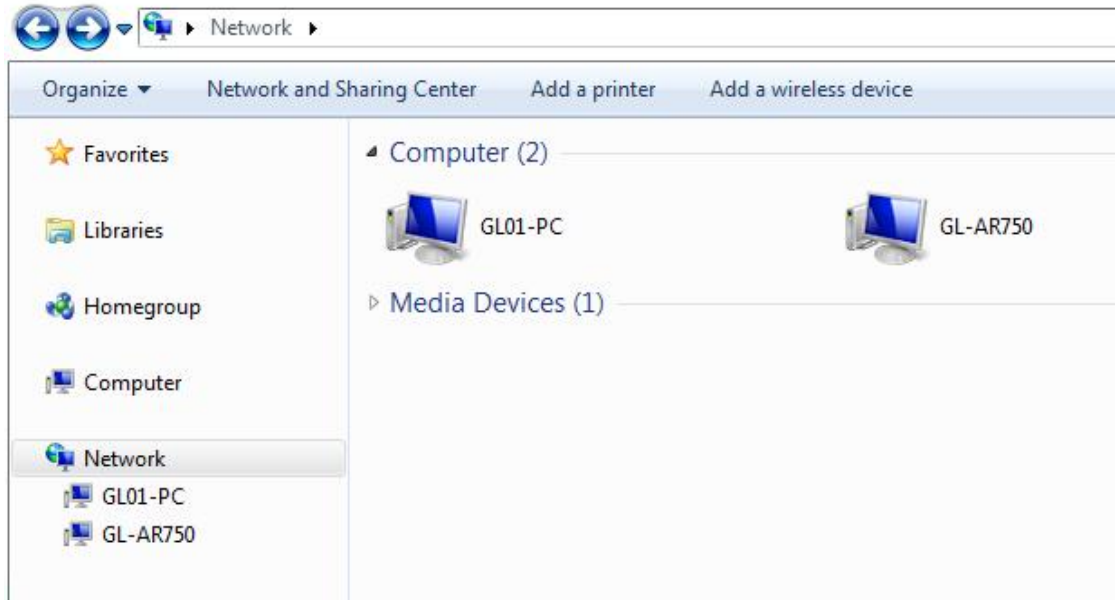 Network
Organize Network and Sharing Center Add a printer Add a wireless device
Favorites
Libraries
Homegroup
Computer
Network
GL01-PC
GL-AR750
Computer (2)
GL01-PC GL-AR750
Media Devices (1)